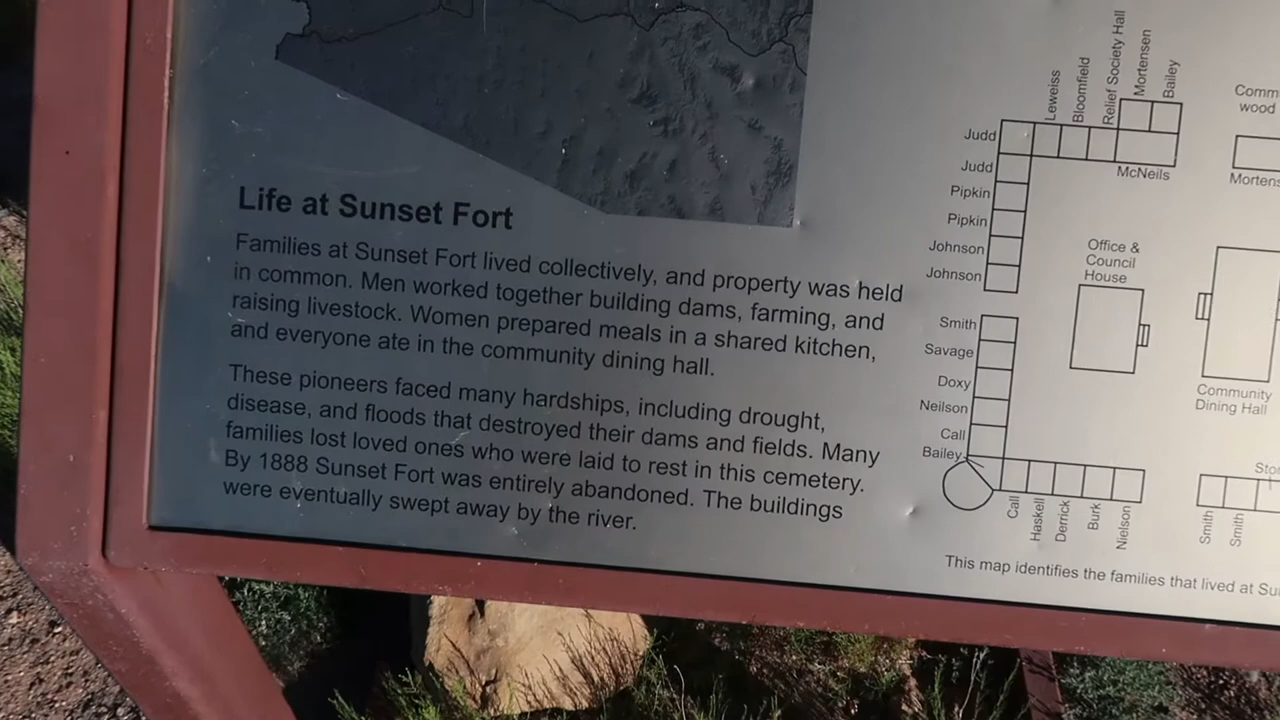 Life at Sunset Fort
Families at Sunset Fort lived collectively, and property was held
in common. Men worked together building dams, farming, and
raising livestock. Women prepared meals in a shared kitchen,
and everyone ate in the community dining hall.
These pioneers faced many hardships, including drought,
disease, and floods that destroyed their dams and fields. Many
families lost loved ones who were laid to rest in this cemetery.
By 1888 Sunset Fort was entirely abandoned. The buildings
were eventually swept away by the river.
Leweiss
Bloomfield
Relief Society Hall
Mortensen
Bailey
Judd
Judd
Pipkin
Pipkin
Johnson
Johnson
McNeils
Smith
Savage
Doxy
Neilson
Call
Bailey
Call
Haskell
Derrick
Burk
Nielson
Office &
Council
House
Comm
wood
Mortens
Community
Dining Hall
Sto
Smith
Smith
This map identifies the families that lived at Su